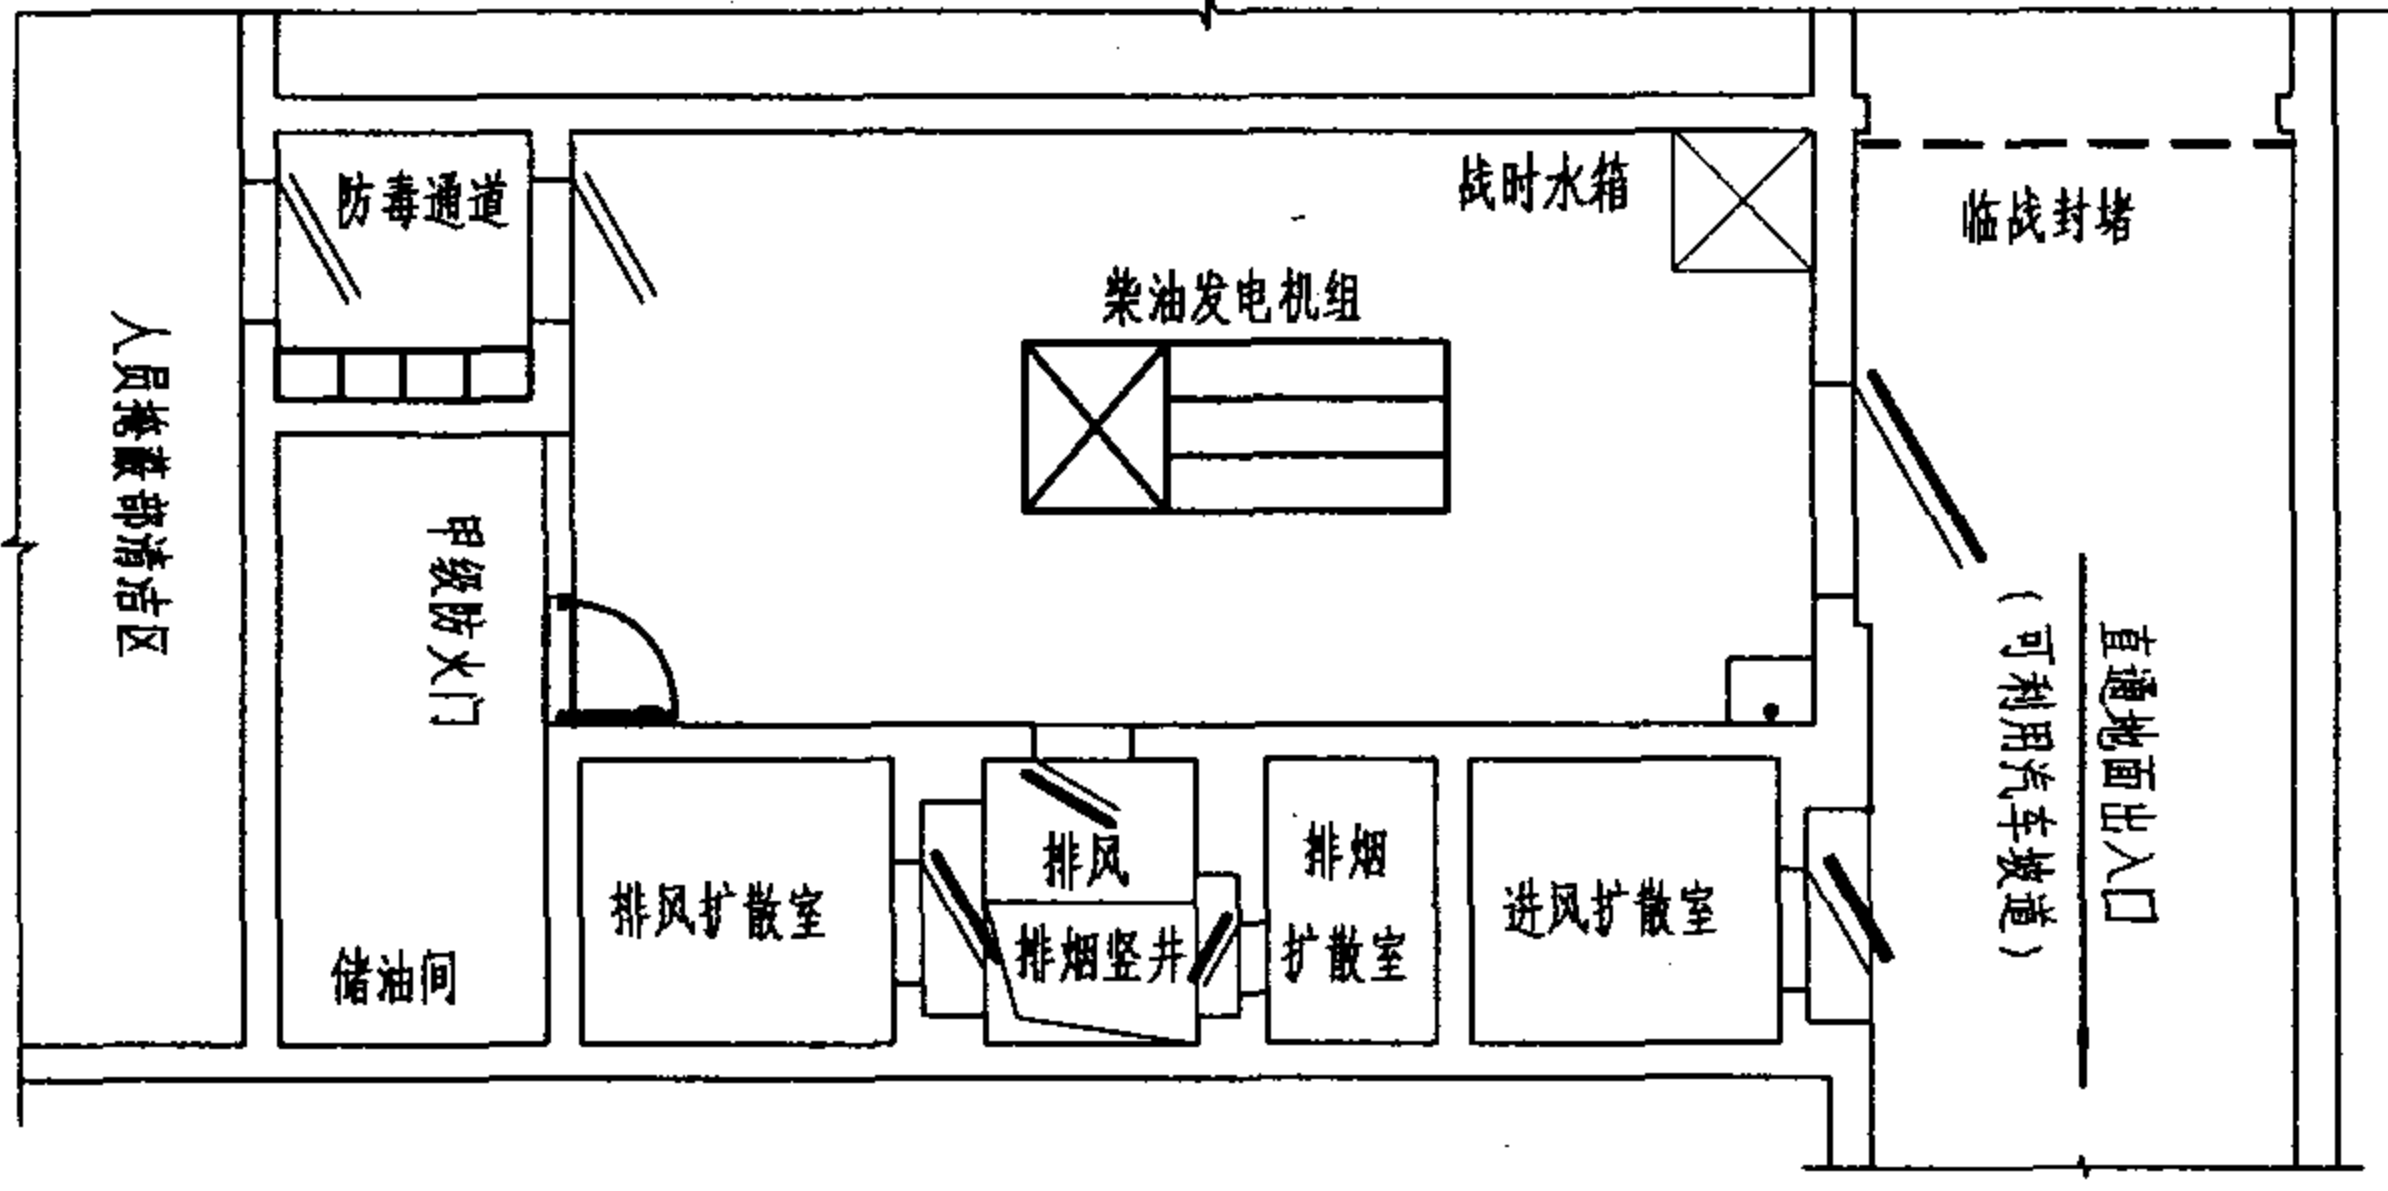 防毒通道
战时水箱
临战封堵
柴油发电机组
人员掩蔽部清洁区
甲级防火门
直通地面出入口
(可利用汽车坡道)
储油间
排风扩散室
排风
排烟竖井
排烟
扩散室
进风扩散室